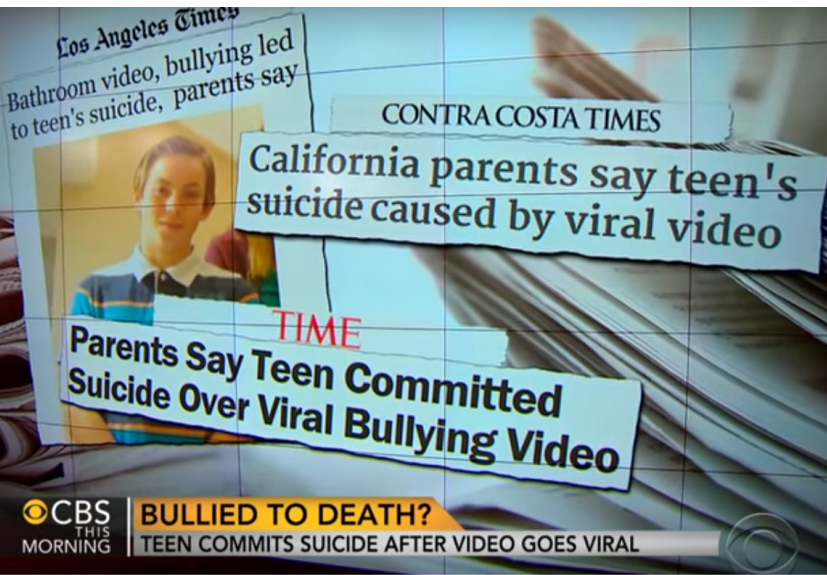 Los Angeles Times
Bathroom video, bullying led
to teen's suicide, parents say
CONTRA COSTA TIMES
California parents say teen's
suicide caused by viral video
TIME
Parents Say Teen Committed
Suicide Over Viral Bullying Video
CBS
THIS
MORNING
BULLIED TO DEATH?
TEEN COMMITS SUICIDE AFTER VIDEO GOES VIRAL